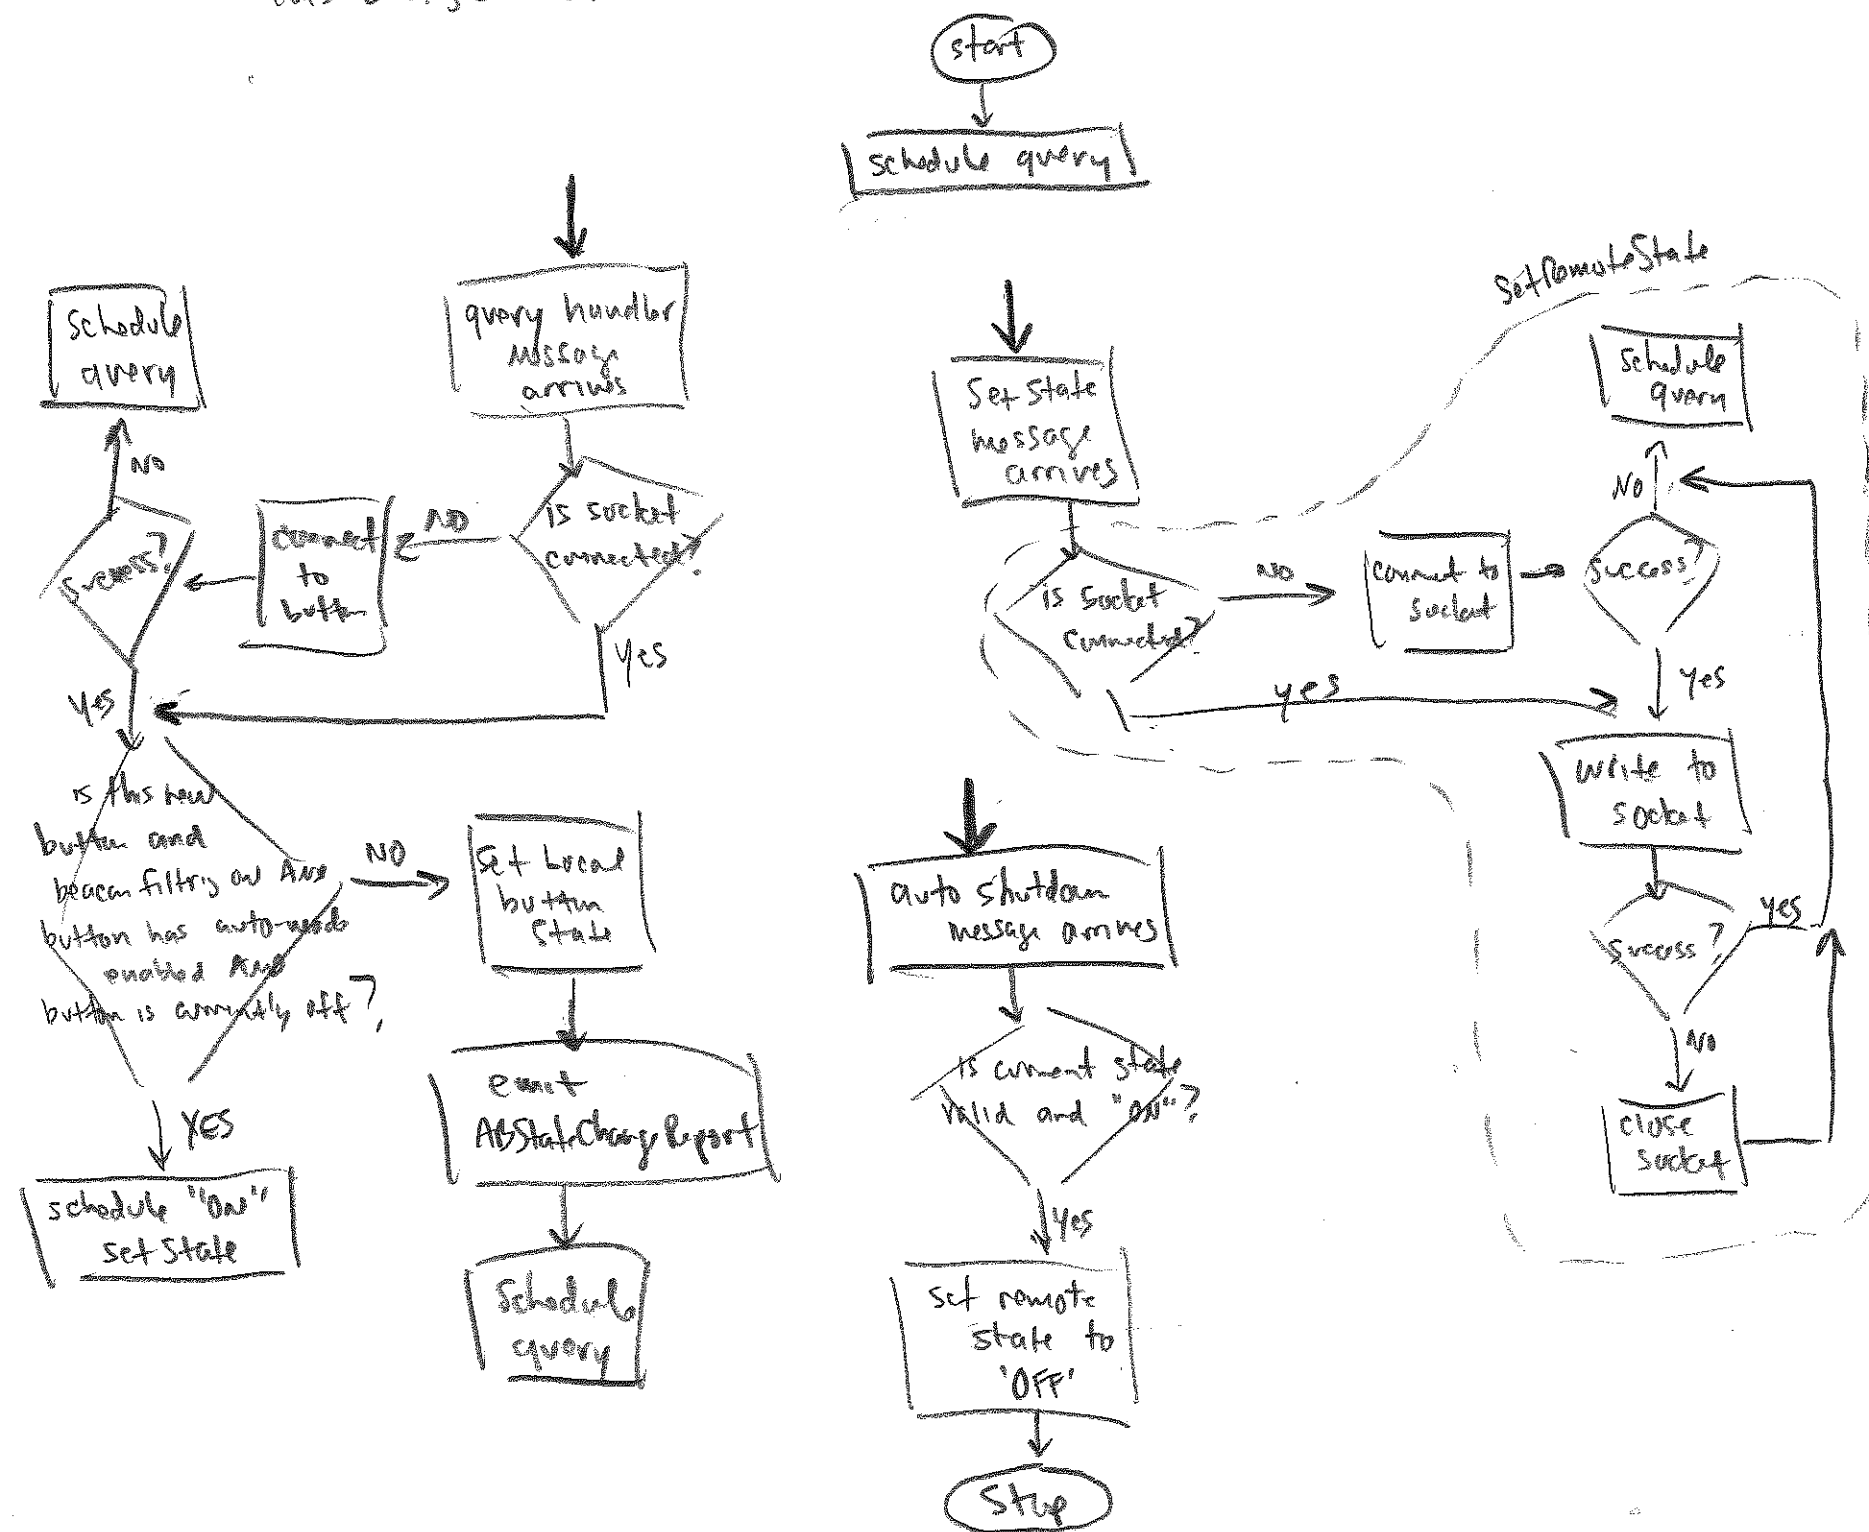 start
schedule query
schedule
query
NO
success?
connect
to
button
NO
query handler
message
arrives
is socket
connected?
yes
yes
is this new
button and
beacon filtrig on AND
button has auto-
enabled AND
button is currently off?
NO
set Local
button
state
emit
ABStateChangeReport
schedule
query
YES
schedule "ON"
set state
Set State
message
arrives
SetRemoteState
is socket
connected?
NO
connect to
socket
success?
NO
schedule
query
yes
yes
write to
socket
success?
yes
NO
close
socket
auto shutdown
message arrives
is current state
valid and "ON"?
yes
set remote
state to
'OFF'
Stop